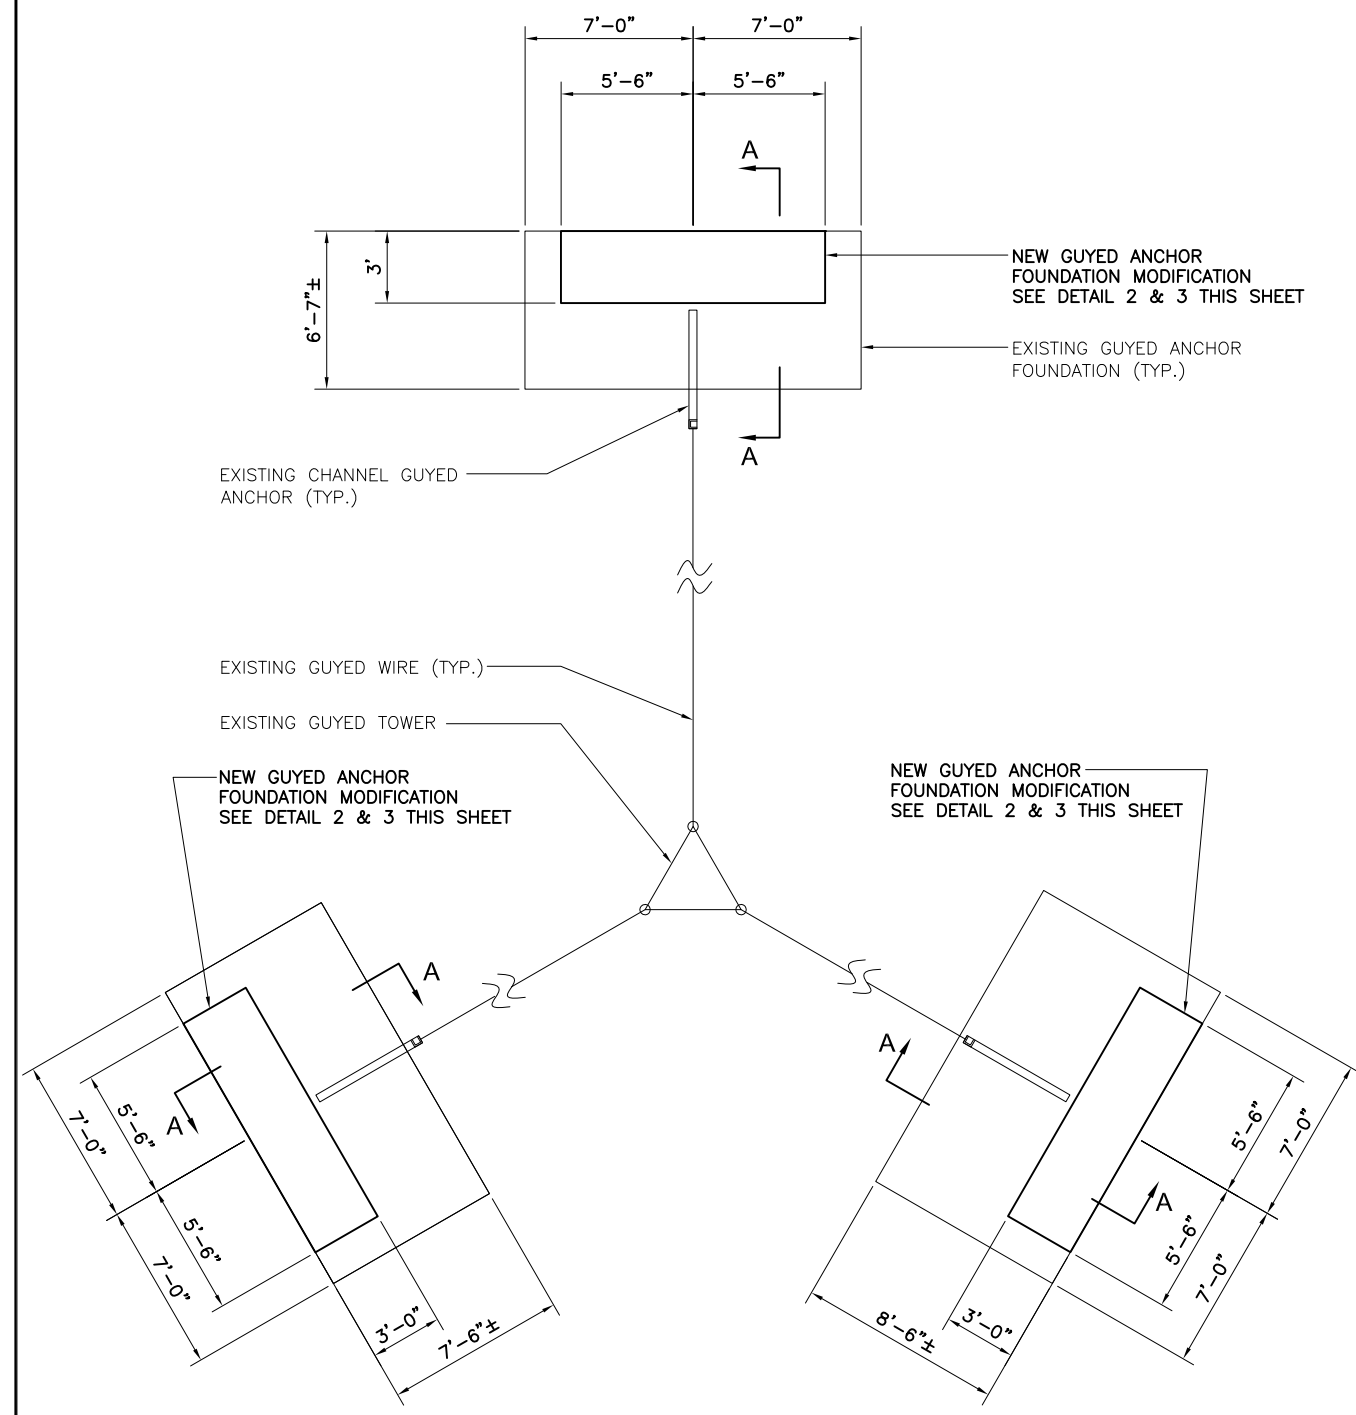 7'-0" 7'-0"
5'-6" 5'-6"
A
3'
6'-7"±
NEW GUYED ANCHOR
FOUNDATION MODIFICATION
SEE DETAIL 2 & 3 THIS SHEET
EXISTING GUYED ANCHOR
FOUNDATION (TYP.)
A
EXISTING CHANNEL GUYED
ANCHOR (TYP.)
EXISTING GUYED WIRE (TYP.)
EXISTING GUYED TOWER
NEW GUYED ANCHOR
FOUNDATION MODIFICATION
SEE DETAIL 2 & 3 THIS SHEET
NEW GUYED ANCHOR
FOUNDATION MODIFICATION
SEE DETAIL 2 & 3 THIS SHEET
A
A
5'-6"
7'-0"
5'-6"
7'-0"
3'-0"
7'-6"±
A
A
5'-6"
7'-0"
5'-6"
7'-0"
3'-0"
8'-6"±